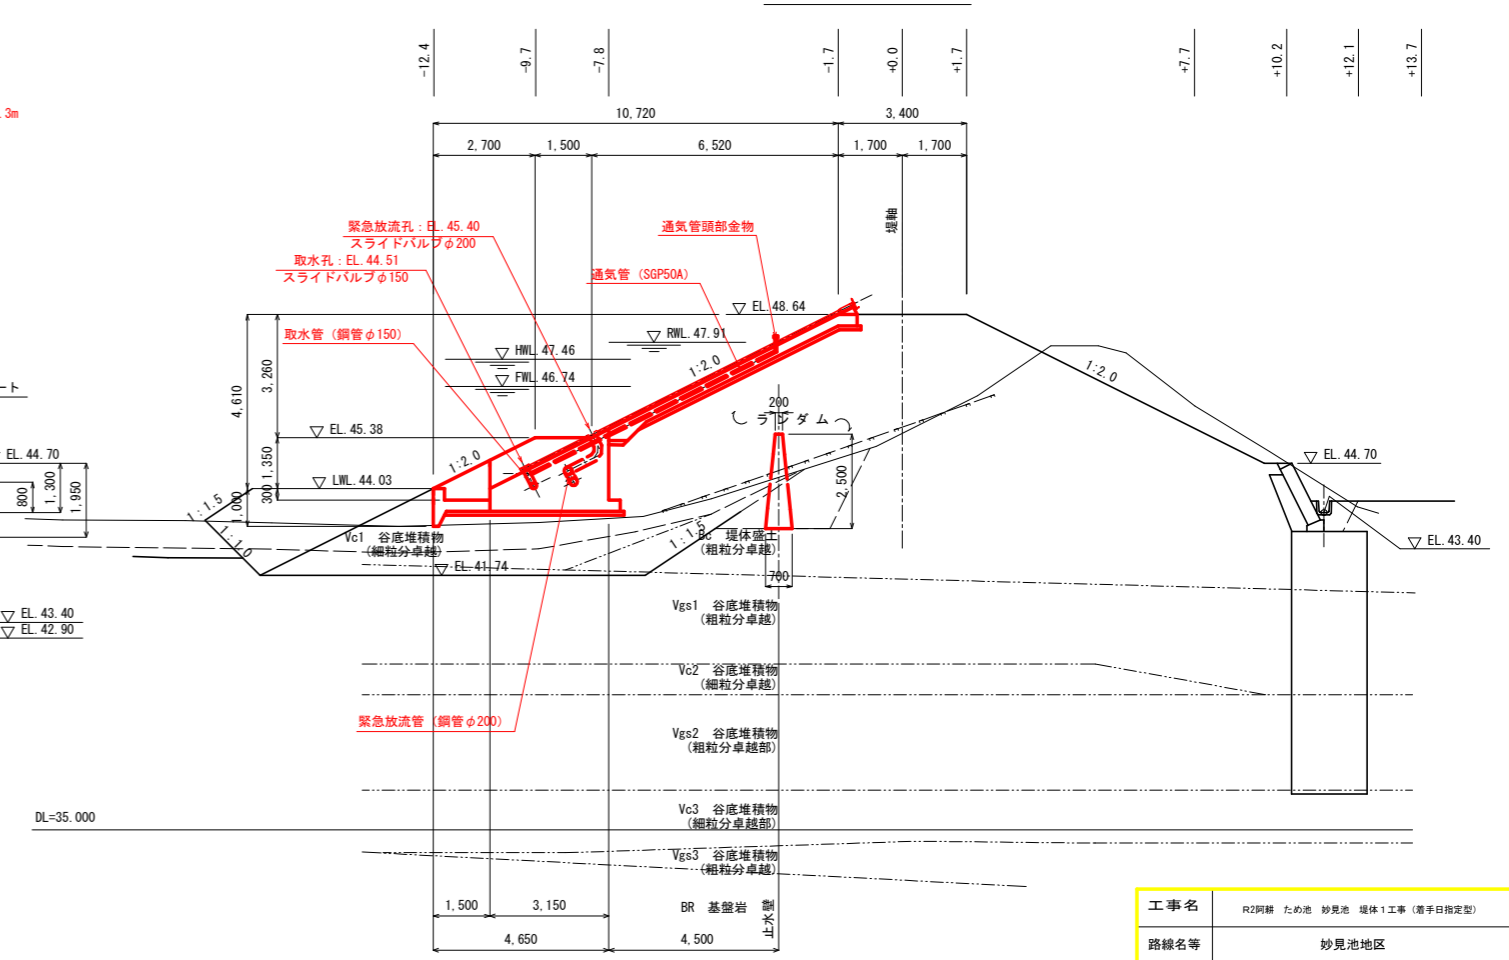 -12.4
-9.7
-7.8
-1.7
+0.0
+1.7
+7.7
+10.2
+12.1
+13.7
.3m
10,720
3,400
2,700
1,500
6,520
1,700
1,700
堤軸
緊急放流孔：EL.45.40
スライドバルブφ200
通気管頭部金物
取水孔：EL.44.51
スライドバルブφ150
通気管（SGP50A）
EL.48.64
取水管（鋼管φ150）
RWL.47.91
HWL.47.46
FWL.46.74
1:2.0
1:2.0
4,610
3,260
ート
200
ランダム
EL.45.38
EL.44.70
1:2.0
1,350
EL.44.70
LWL.44.03
800
1,300
1,950
1:1.5
1,000
300
2,500
1:1.0
1:1.5
Vc1　谷底堆積物
（細粒分卓越）
Bc　堤体盛土
（粗粒分卓越）
EL.43.40
EL.41.74
700
EL.43.40
EL.42.90
Vgs1　谷底堆積物
（粗粒分卓越）
Vc2　谷底堆積物
（細粒分卓越）
緊急放流管（鋼管φ200）
Vgs2　谷底堆積物
（粗粒分卓越部）
DL=35.000
Vc3　谷底堆積物
（細粒分卓越部）
Vgs3　谷底堆積物
（粗粒分卓越）
1,500
3,150
BR　基盤岩
止水壁
4,650
4,500
工事名
R2阿耕　ため池　妙見池　堤体１工事（着手日指定型）
路線名等
妙見池地区